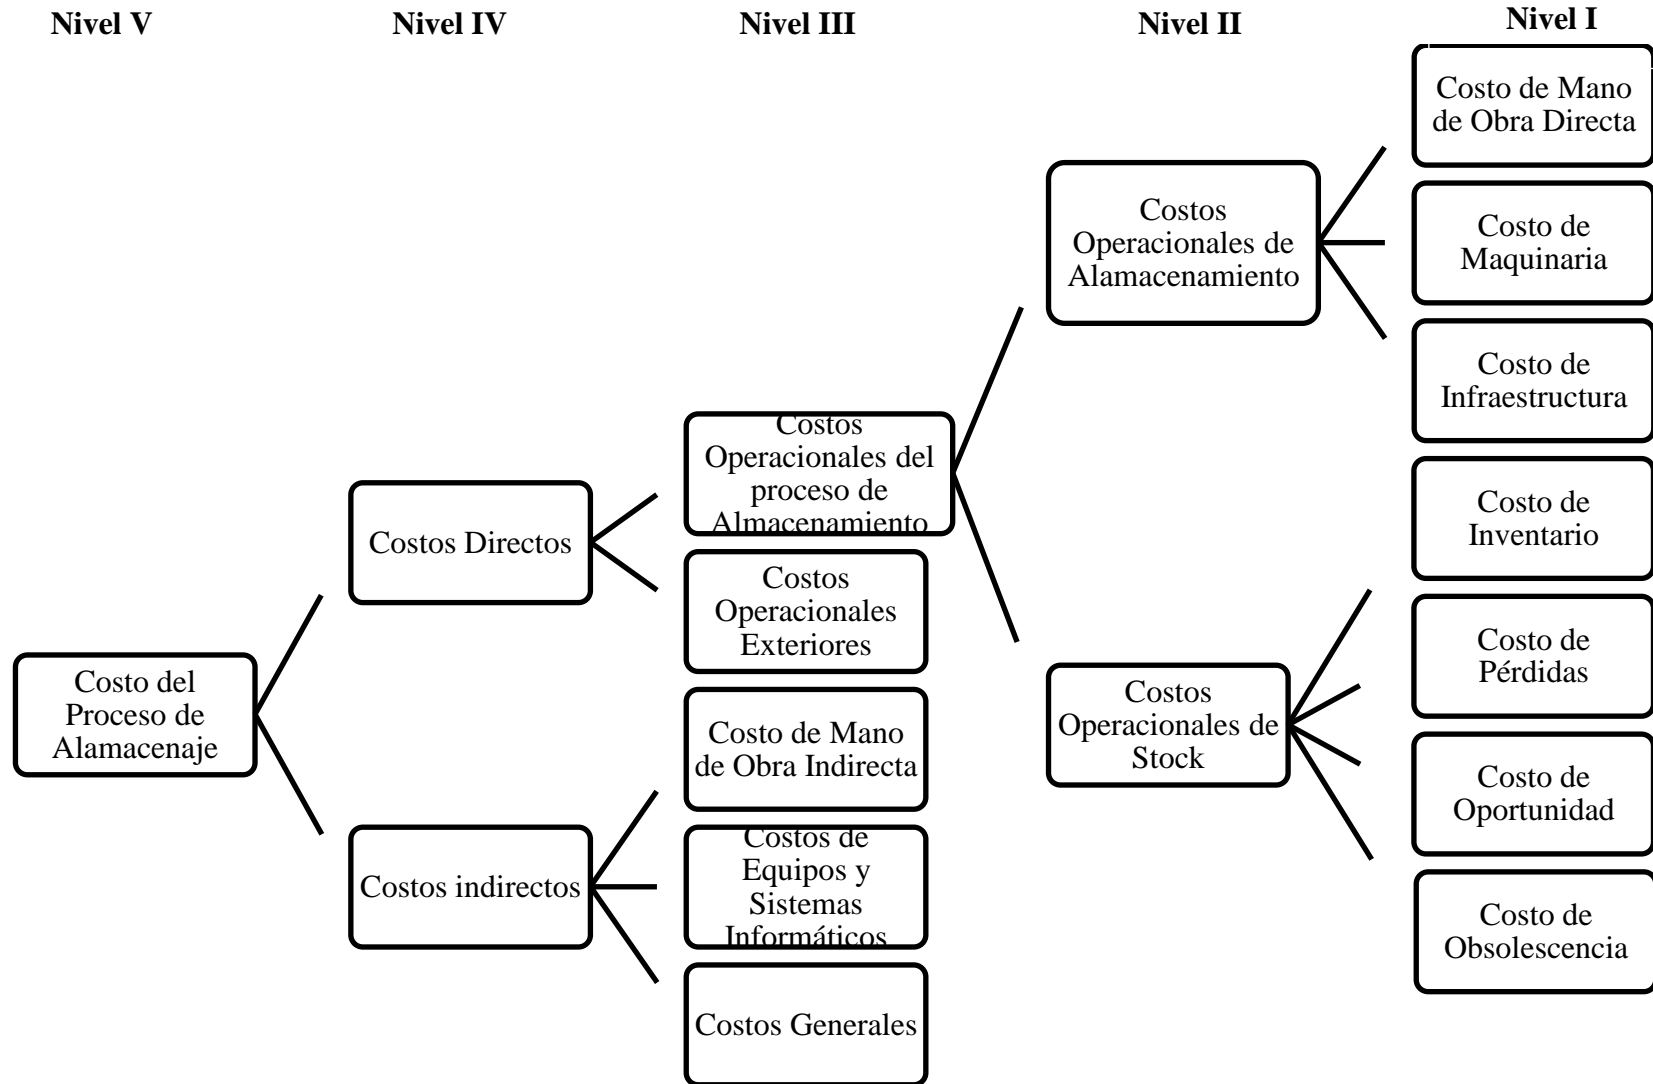 Nivel V
Nivel IV
Nivel III
Nivel II
Nivel I
Costo del
Proceso de
Alamacenaje
Costos Directos
Costos indirectos
Costos
Operacionales del
proceso de
Almacenamiento
Costos
Operacionales
Exteriores
Costo de Mano
de Obra Indirecta
Costos de
Equipos y
Sistemas
Informáticos
Costos Generales
Costos
Operacionales de
Alamacenamiento
Costos
Operacionales de
Stock
Costo de Mano
de Obra Directa
Costo de
Maquinaria
Costo de
Infraestructura
Costo de
Inventario
Costo de
Pérdidas
Costo de
Oportunidad
Costo de
Obsolescencia